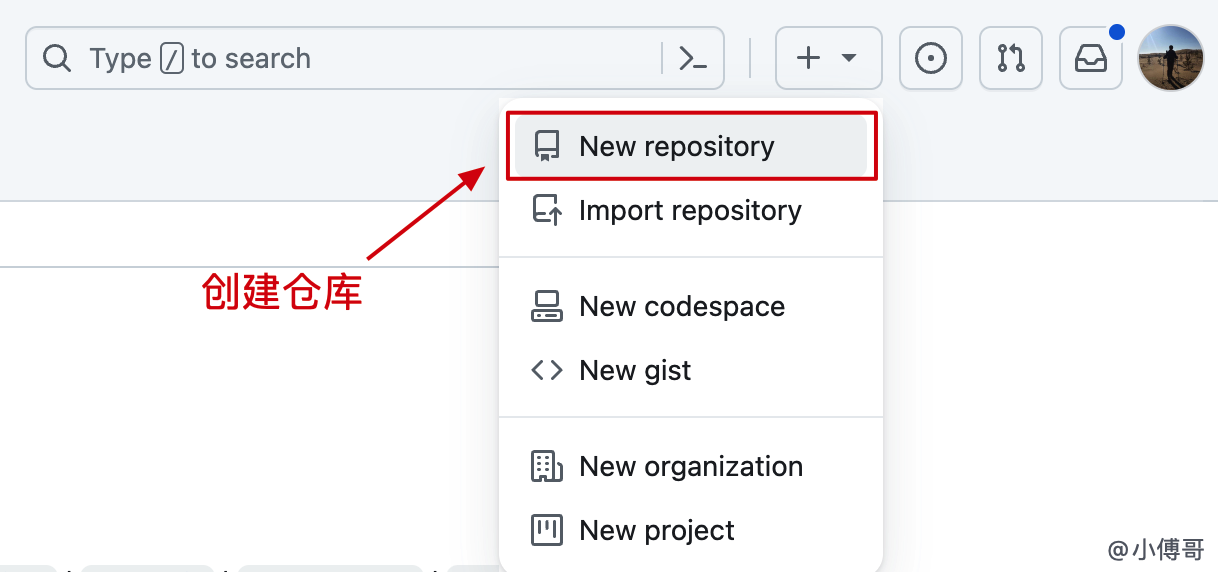 Type / to search
New repository
Import repository
创建仓库
New codespace
New gist
New organization
New project
@小傅哥